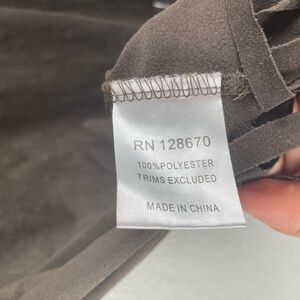 RN 128670
100%POLYESTER
TRIMS EXCLUDED
MADE IN CHINA